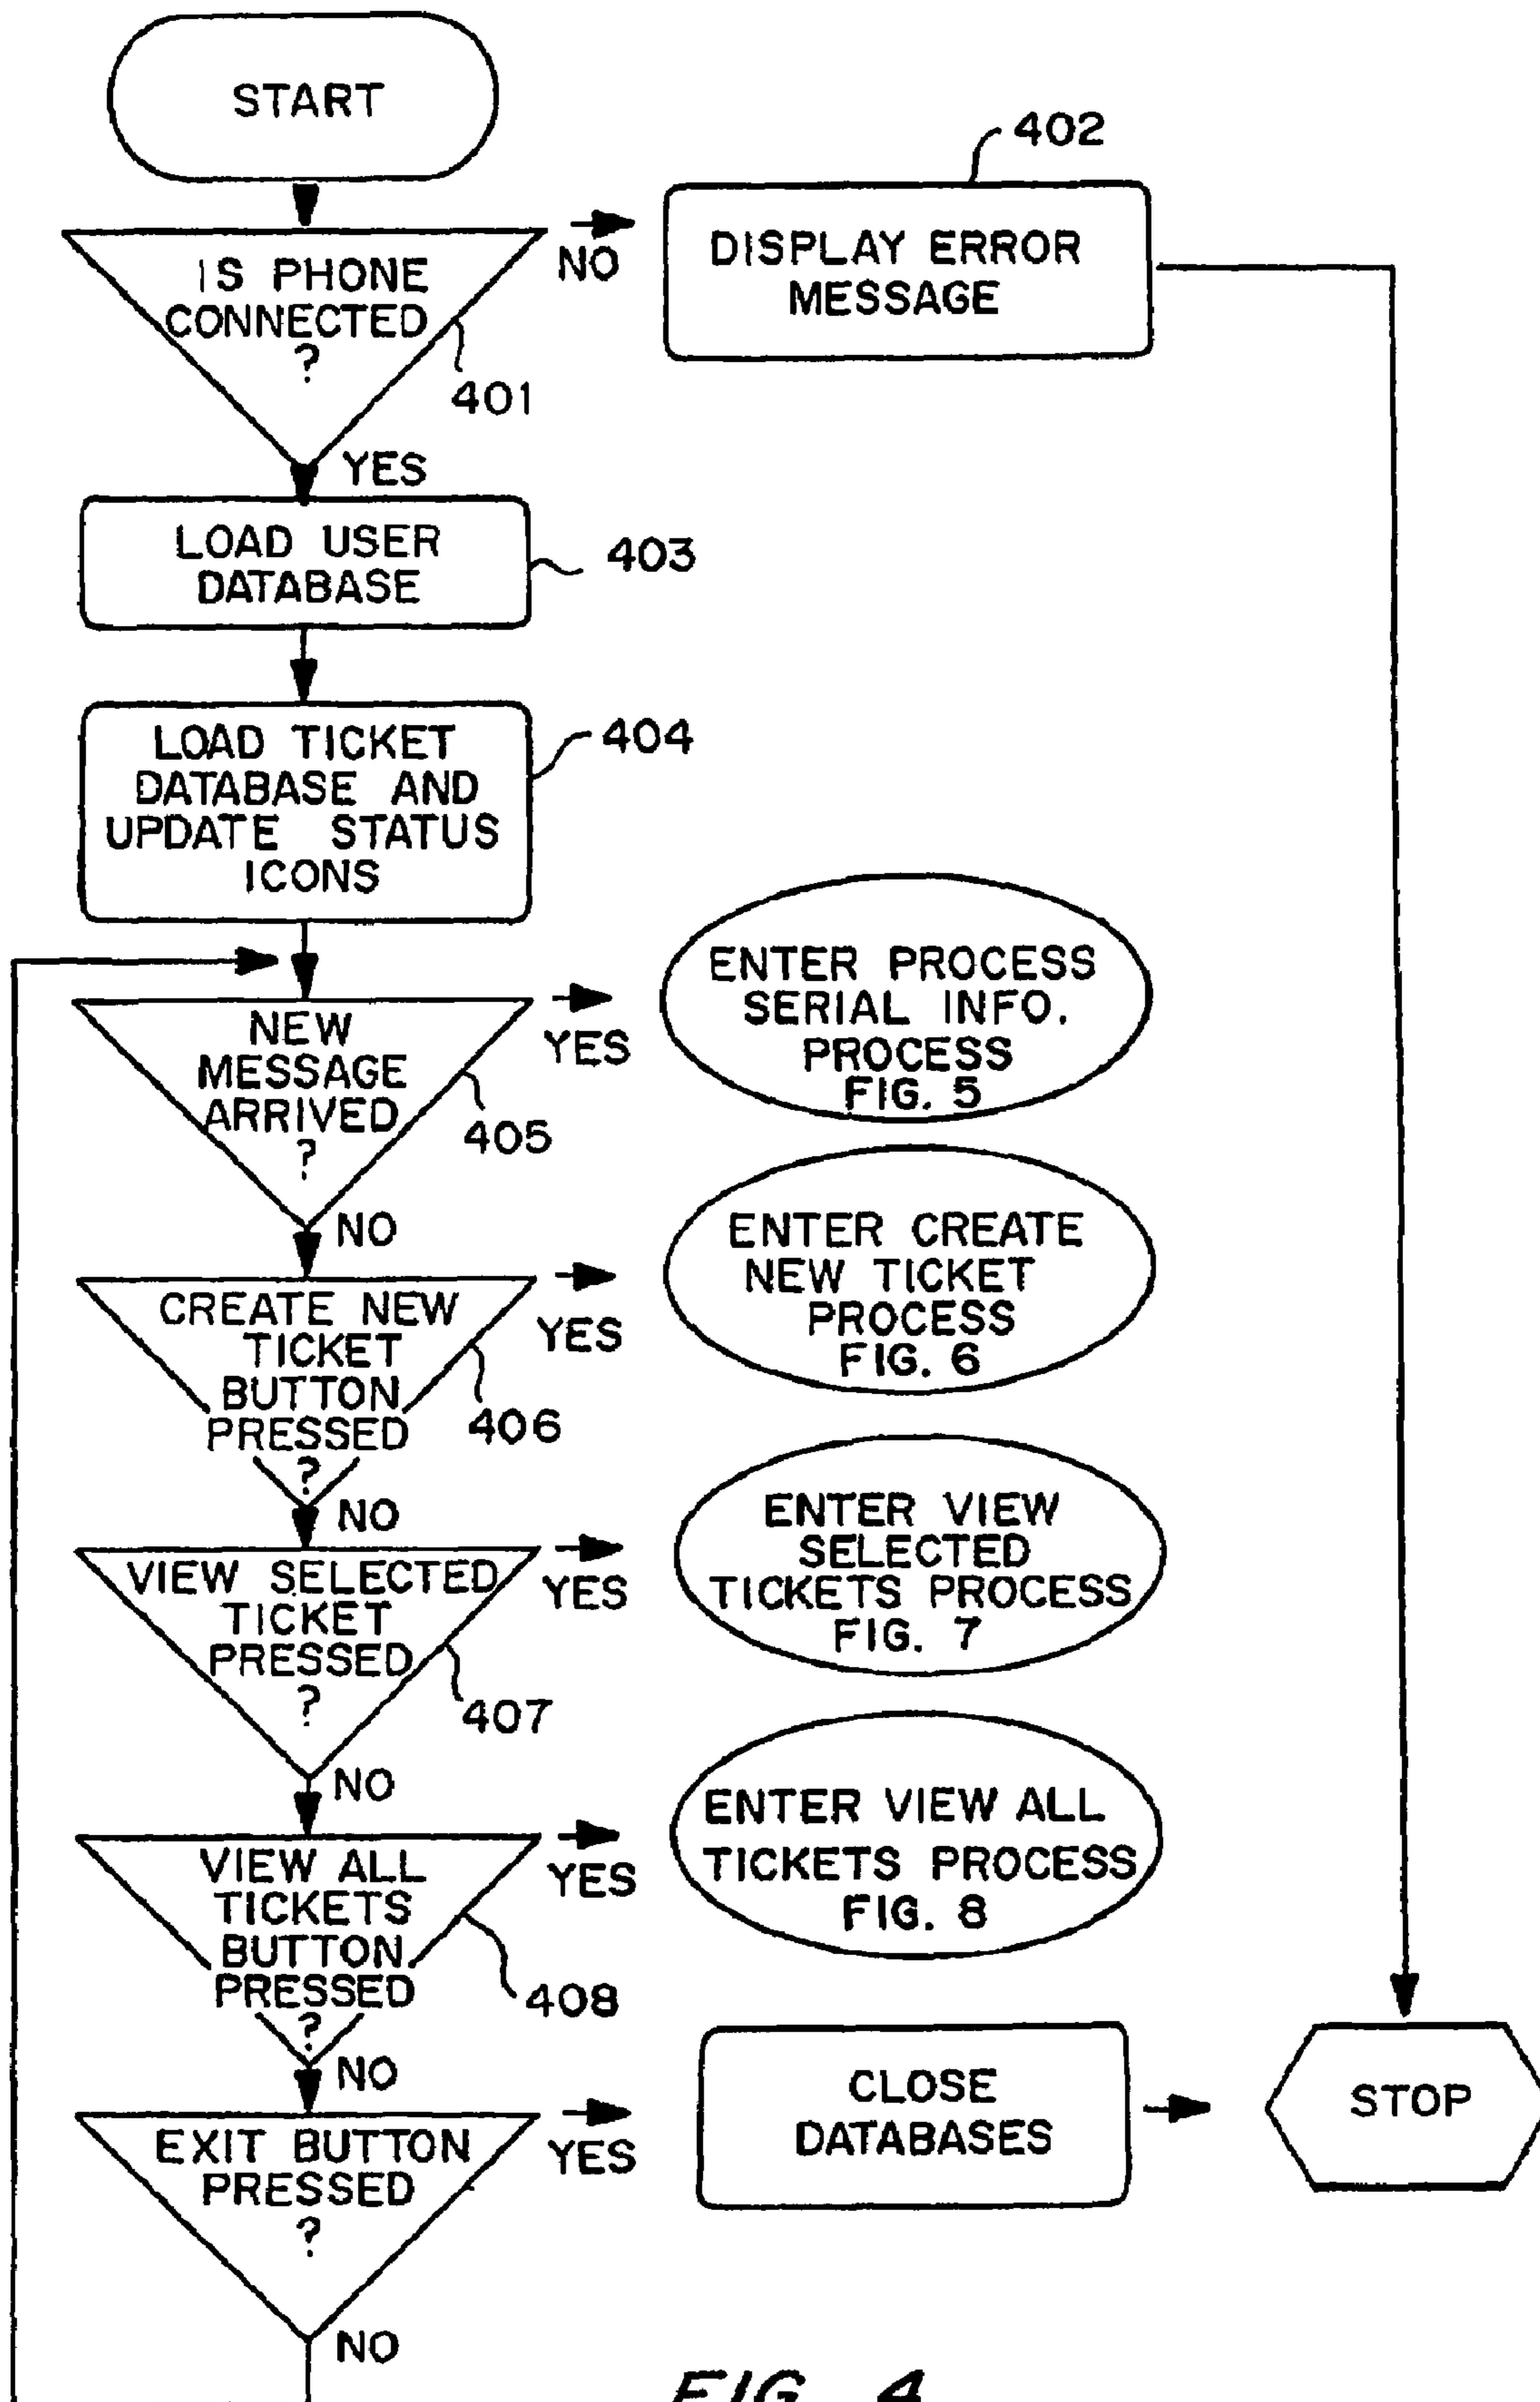 START
402
IS PHONE
CONNECTED
?
NO
DISPLAY ERROR
MESSAGE
401
YES
LOAD USER
DATABASE
403
LOAD TICKET
DATABASE AND
UPDATE STATUS
ICONS
404
NEW
MESSAGE
ARRIVED
?
YES
405
ENTER PROCESS
SERIAL INFO.
PROCESS
FIG. 5
NO
CREATE NEW
TICKET
BUTTON
PRESSED
?
YES
406
ENTER CREATE
NEW TICKET
PROCESS
FIG. 6
NO
VIEW SELECTED
TICKET
PRESSED
?
YES
407
ENTER VIEW
SELECTED
TICKETS PROCESS
FIG. 7
NO
VIEW ALL
TICKETS
BUTTON
PRESSED
?
YES
408
ENTER VIEW ALL
TICKETS PROCESS
FIG. 8
NO
EXIT BUTTON
PRESSED
?
YES
CLOSE
DATABASES
STOP
NO
FIG. 4